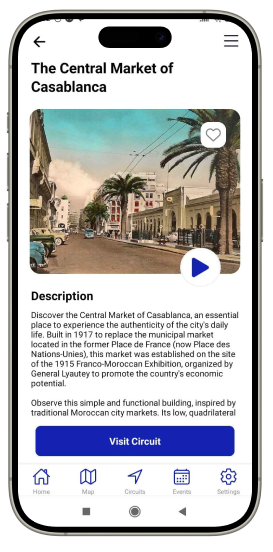 The Central Market of
Casablanca
Description
Discover the Central Market of Casablanca, an essential
place to experience the authenticity of the city's daily
life. Built in 1917 to replace the municipal market
located in the former Place de France (now Place des
Nations-Unies), this market was established on the site
of the 1915 Franco-Moroccan Exhibition, organized by
General Lyautey to promote the country's economic
potential.
Observe this simple and functional building, inspired by
traditional Moroccan city markets. Its low, quadrilateral
Visit Circuit
Home Map Circuits Events Settings